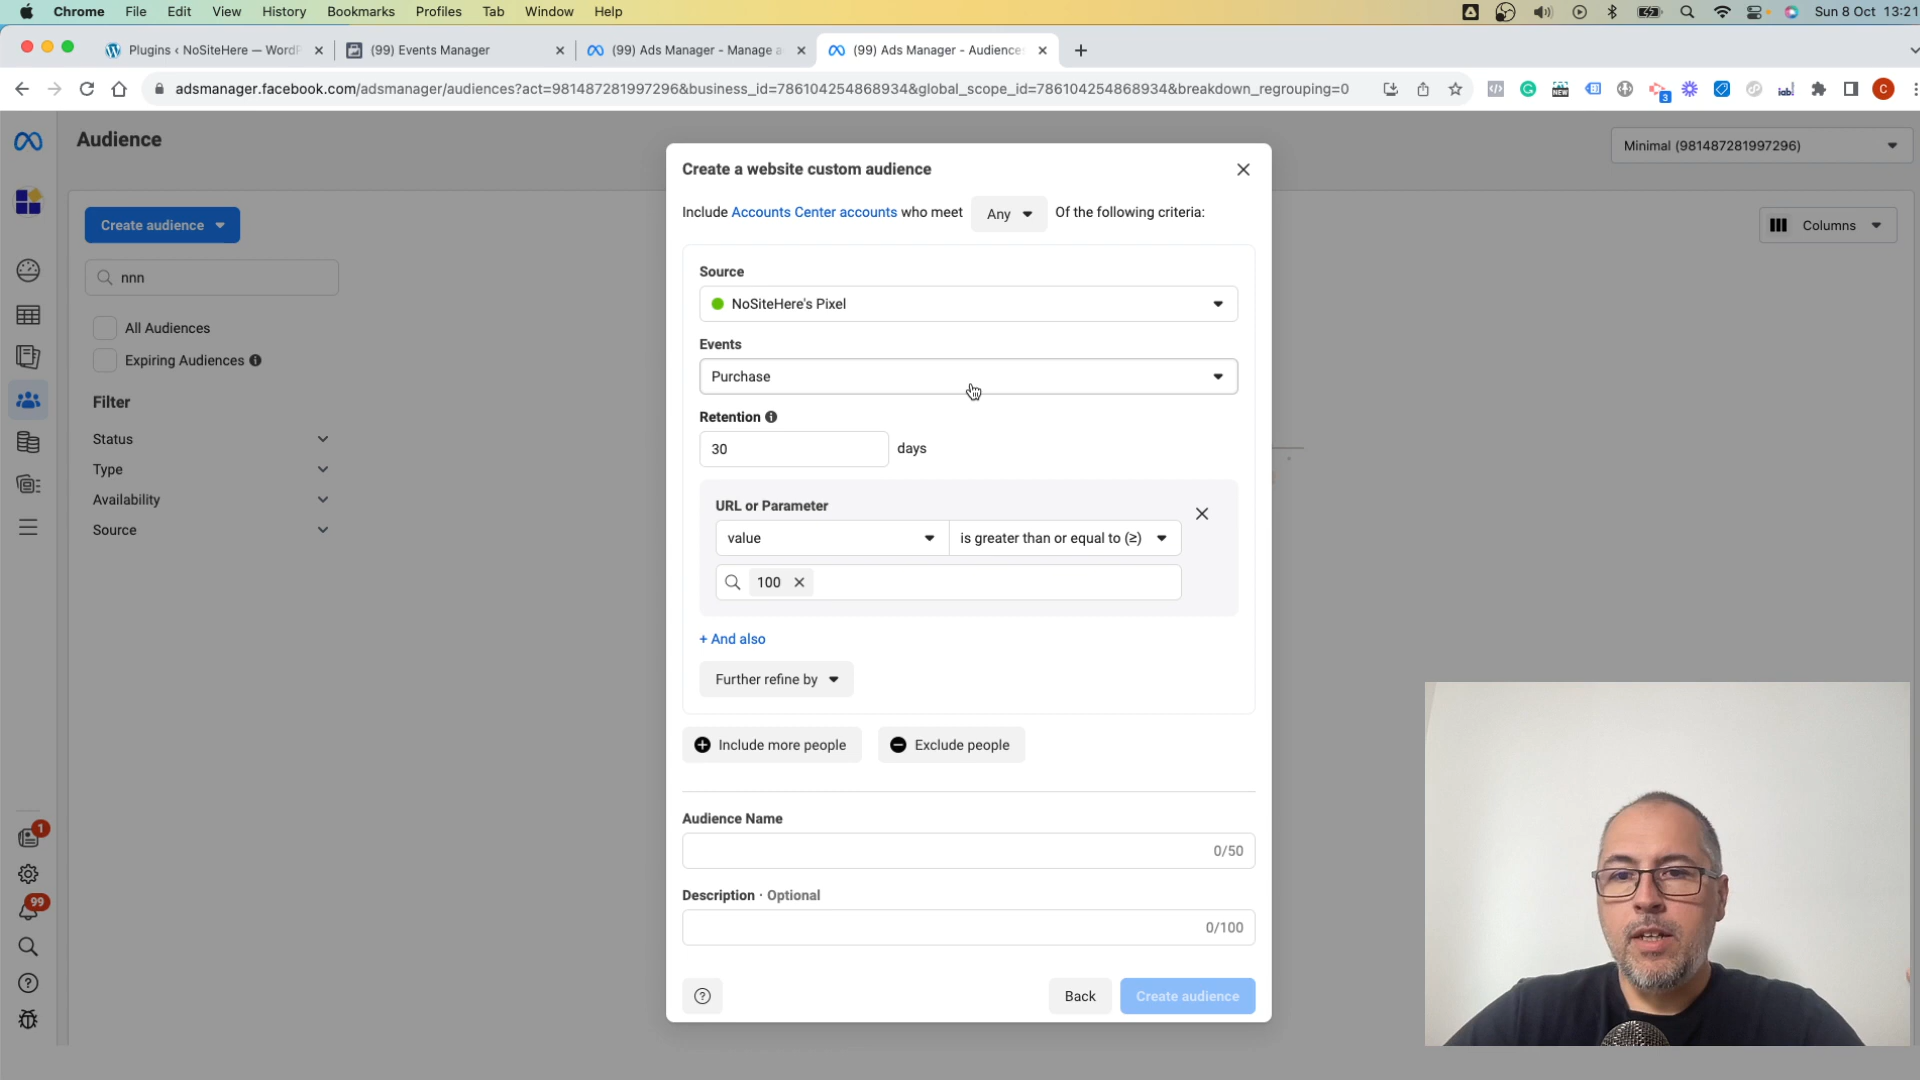 Chrome File Edit View History Bookmarks Profiles Tab Window Help Sun 8 Oct 13:21
Plugins ‹ NoSiteHere — WordP (99) Events Manager (99) Ads Manager - Manage a (99) Ads Manager - Audience
adsmanager.facebook.com/adsmanager/audiences?act=981487281997296&business_id=786104254868934&global_scope_id=786104254868934&breakdown_regrouping=0
NEW 3 iab! C
Audience
Minimal (981487281997296)
Create audience
Columns
nnn
All Audiences
Expiring Audiences
Filter
Status
Type
Availability
Source
1
99
Create a website custom audience
Include Accounts Center accounts who meet Any Of the following criteria:
Source
NoSiteHere's Pixel
Events
Purchase
Retention
30 days
URL or Parameter
value is greater than or equal to (≥)
100
+ And also
Further refine by
Include more people Exclude people
Audience Name
0/50
Description · Optional
0/100
Back Create audience